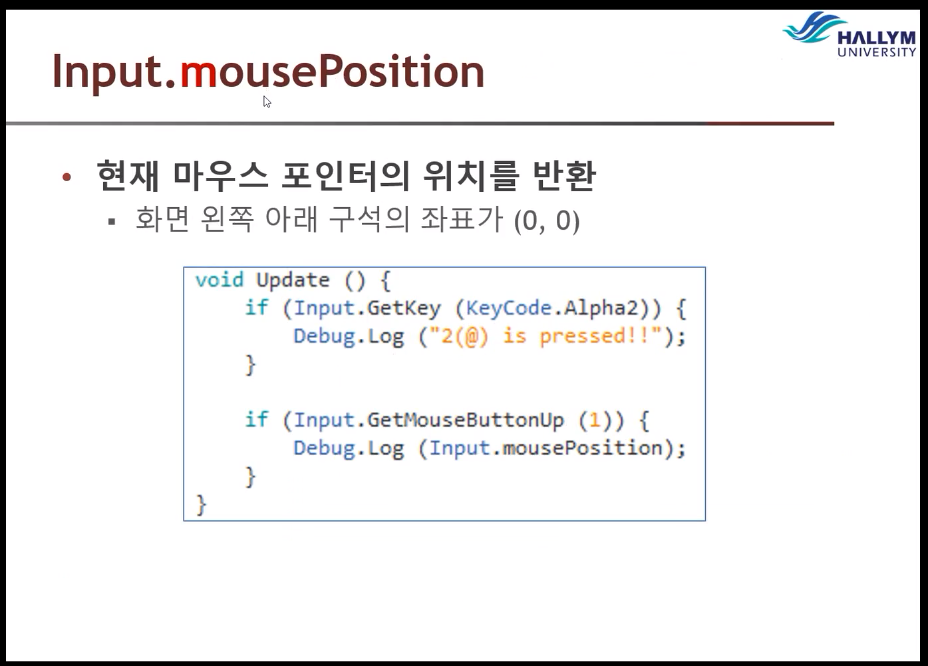 HALLYM
UNIVERSITY
Input.mousePosition
• 현재 마우스 포인터의 위치를 반환
▪ 화면 왼쪽 아래 구석의 좌표가 (0, 0)
void Update () {
    if (Input.GetKey (KeyCode.Alpha2)) {
        Debug.Log ("2(@) is pressed!!");
    }
    if (Input.GetMouseButtonUp (1)) {
        Debug.Log (Input.mousePosition);
    }
}